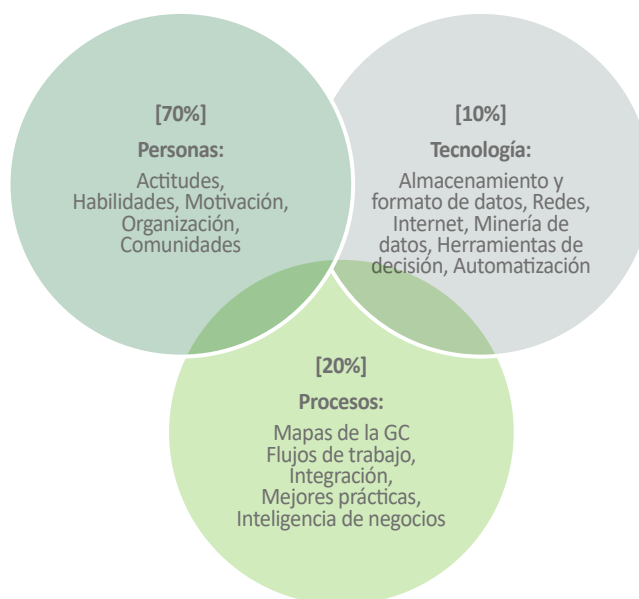 [70%]
Personas:
Actitudes,
Habilidades, Motivación,
Organización,
Comunidades
[10%]
Tecnología:
Almacenamiento y
formato de datos, Redes,
Internet, Minería de
datos, Herramientas de
decisión, Automatización
[20%]
Procesos:
Mapas de la GC
Flujos de trabajo,
Integración,
Mejores prácticas,
Inteligencia de negocios